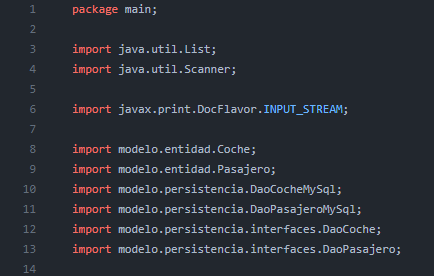 1 package main;
2
3 import java.util.List;
4 import java.util.Scanner;
5
6 import javax.print.DocFlavor.INPUT_STREAM;
7
8 import modelo.entidad.Coche;
9 import modelo.entidad.Pasajero;
10 import modelo.persistencia.DaoCocheMySql;
11 import modelo.persistencia.DaoPasajeroMySql;
12 import modelo.persistencia.interfaces.DaoCoche;
13 import modelo.persistencia.interfaces.DaoPasajero;
14